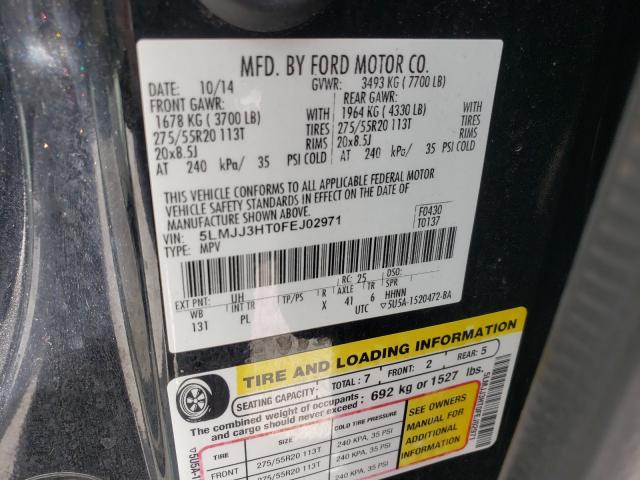 MFD. BY FORD MOTOR CO.
DATE: 10/14 GVWR: 3493 KG ( 7700 LB)
FRONT GAWR: REAR GAWR:
1678 KG ( 3700 LB) WITH 1964 KG ( 4330 LB) WITH
275/55R20 113T TIRES 275/55R20 113T TIRES
20x8.5J RIMS 20x8.5J RIMS
AT 240 kPa/ 35 PSI COLD AT 240 kPa/ 35 PSI COLD
THIS VEHICLE CONFORMS TO ALL APPLICABLE FEDERAL MOTOR
VEHICLE SAFETY STANDARDS IN EFFECT ON THE DATE OF
MANUFACTURE SHOWN ABOVE.
VIN: 5LMJJ3HT0FEJ02971 F0430
TYPE: MPV T0137
EXT PNT: UH RC: 25 DSO:
WB INT TR TP/PS R AXLE TR SPR
131 PL X 41 6 HHNN
UTC ▽5U5A-1520472-BA
TIRE AND LOADING INFORMATION
SEATING CAPACITY: TOTAL: 7 FRONT: 2 REAR: 5
The combined weight of occupants
and cargo should never exceed: 692 kg or 1527 lbs.
TIRE SIZE COLD TIRE PRESSURE
FRONT 275/55R20 113T 240 KPA, 35 PSI
275/55R20 113T 240 KPA, 35 PSI
SEE OWNERS
MANUAL FOR
ADDITIONAL
INFORMATION
▽5U5A-1
5LMJJ3HT0FEJ02971